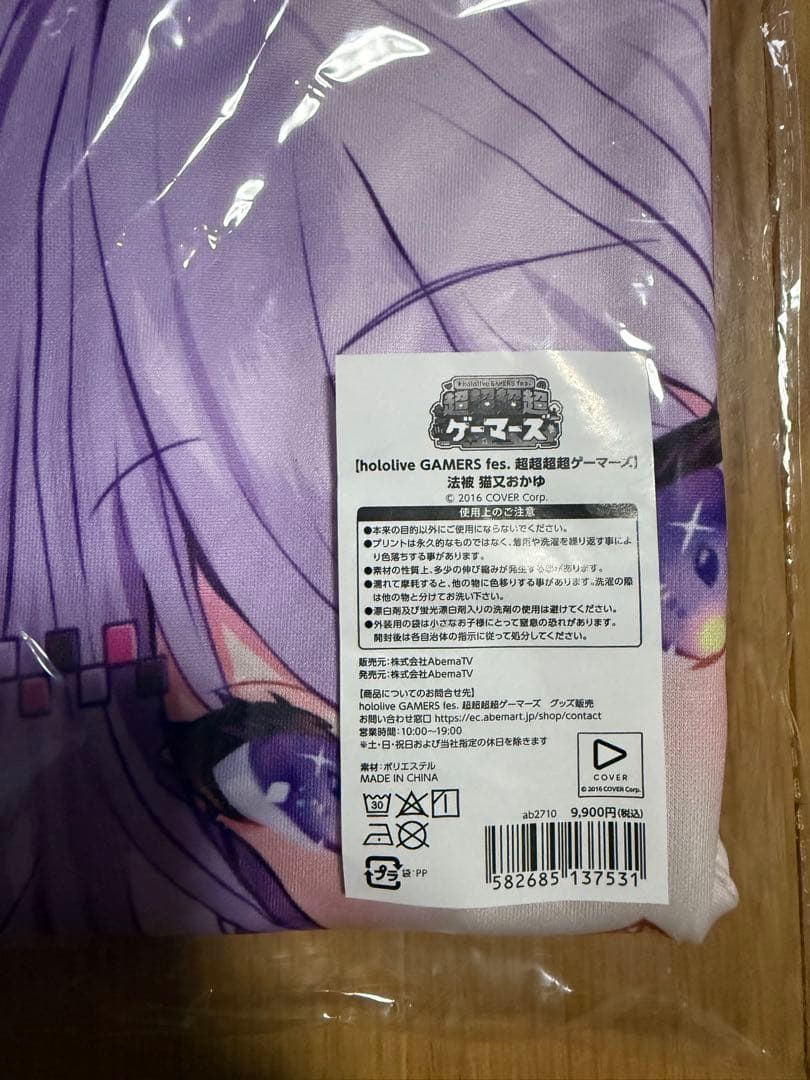 hololive GAMERS fes.
超超超超
ゲーマーズ
【hololive GAMERS fes. 超超超超ゲーマーズ】
法被 猫又おかゆ
© 2016 COVER Corp.
使用上のご注意
●本来の目的以外にご使用にならないでください。
●プリントは永久的なものではなく、着用や洗濯を繰り返す事によ
り色落ちする事があります。
●素材の性質上、多少の伸び縮みが発生する事があります。
●濡れて摩耗すると、他の物に色移りする事があります。洗濯の際
は他の物と分けてお洗い下さい。
●漂白剤及び蛍光漂白剤入りの洗剤の使用は避けてください。
●外装用の袋は小さなお子様にとって窒息の恐れがあります。
開封後は各自治体の指示に従って処分してください。
販売元：株式会社AbemaTV
発売元：株式会社AbemaTV
【商品についてのお問合せ先】
hololive GAMERS fes. 超超超超ゲーマーズ グッズ販売
お問い合わせ窓口 https://ec.abemart.jp/shop/contact
営業時間：10:00～19:00
※土・日・祝日および当社指定の休日を除きます
素材：ポリエステル
MADE IN CHINA
COVER
© 2016 COVER Corp.
30
ab2710 9,900円(税込)
プラ 袋：PP
582685 137531